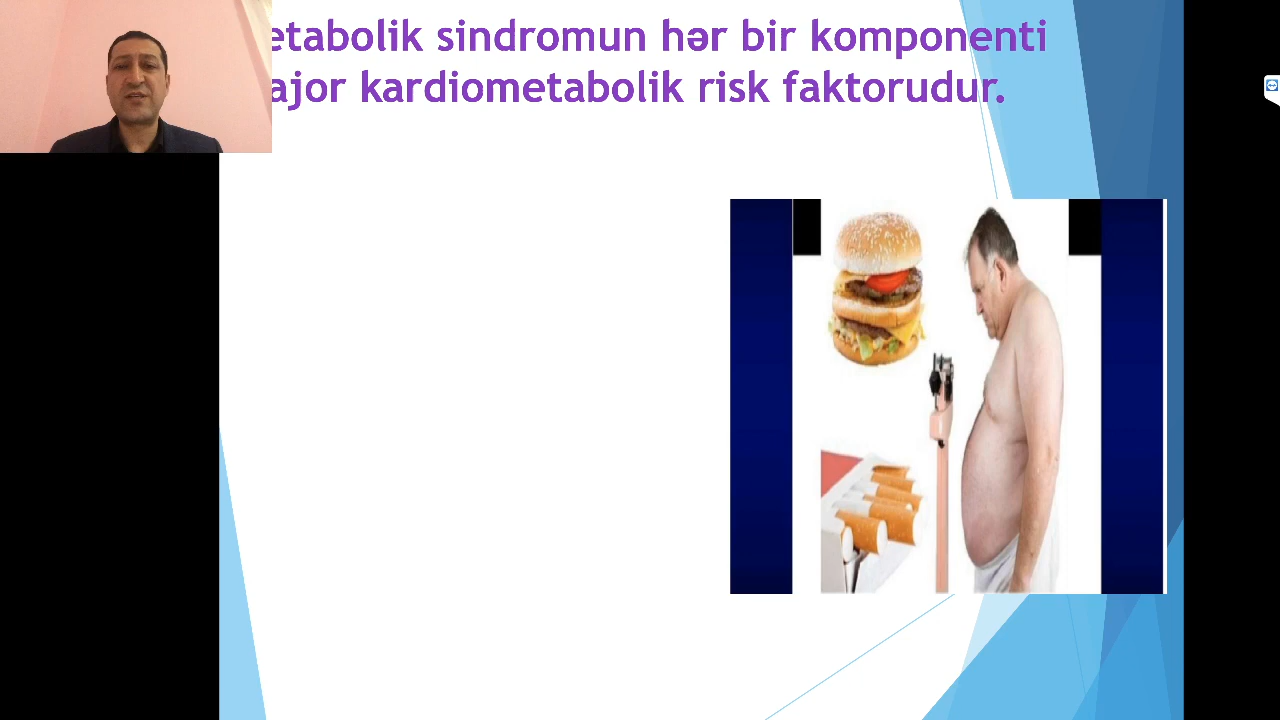 etabolik sindromun hər bir komponenti
ajor kardiometabolik risk faktorudur.